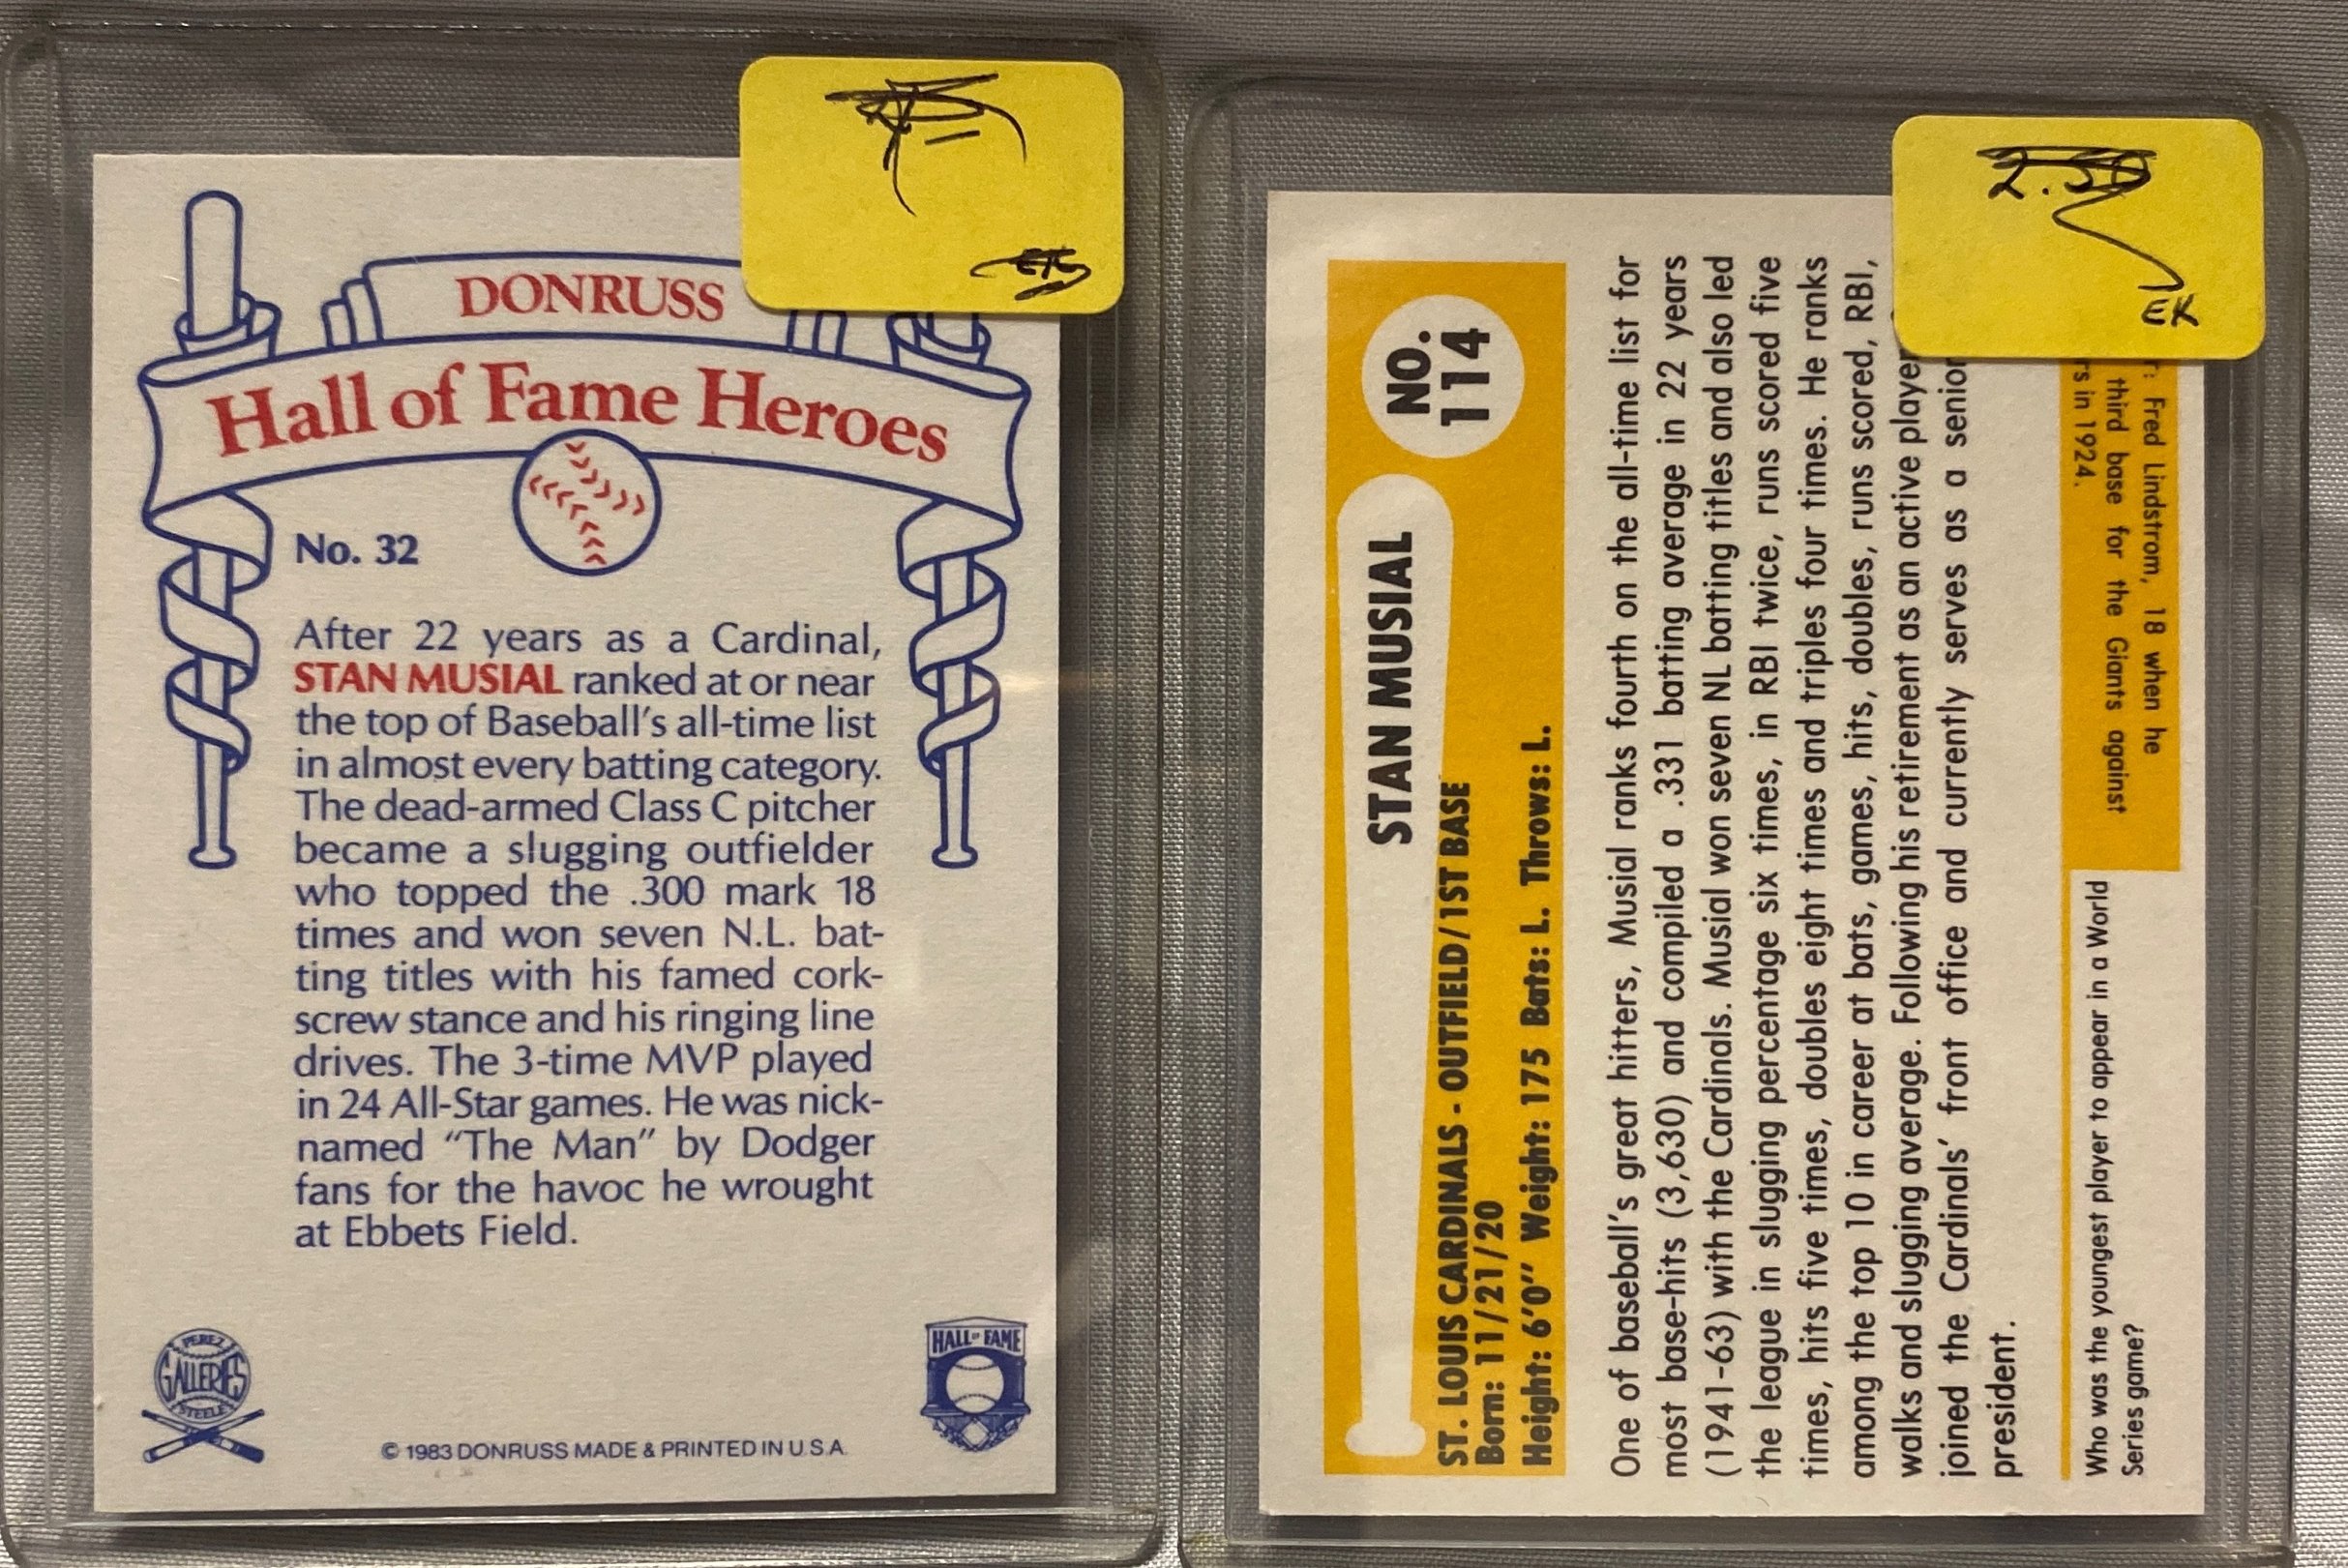 DONRUSS
Hall of Fame Heroes
No. 32
After 22 years as a Cardinal,
STAN MUSIAL ranked at or near
the top of Baseball's all-time list
in almost every batting category.
The dead-armed Class C pitcher
became a slugging outfielder
who topped the .300 mark 18
times and won seven N.L. bat-
ting titles with his famed cork-
screw stance and his ringing line
drives. The 3-time MVP played
in 24 All-Star games. He was nick-
named "The Man" by Dodger
fans for the havoc he wrought
at Ebbets Field.
PEREZ
GALLERIES
STEELE
HALL OF FAME
© 1983 DONRUSS MADE & PRINTED IN U.S.A.
NO.
114
STAN MUSIAL
ST. LOUIS CARDINALS - OUTFIELD/1ST BASE
Born: 11/21/20
Height: 6'0" Weight: 175 Bats: L. Throws: L.
One of baseball's great hitters, Musial ranks fourth on the all-time list for
most base-hits (3,630) and compiled a .331 batting average in 22 years
(1941-63) with the Cardinals. Musial won seven NL batting titles and also led
the league in slugging percentage six times, in RBI twice, runs scored five
times, hits five times, doubles eight times and triples four times. He ranks
among the top 10 in career at bats, games, hits, doubles, runs scored, RBI,
walks and slugging average. Following his retirement as an active player
joined the Cardinals' front office and currently serves as a senior
president.
Who was the youngest player to appear in a World
Series game?
r: Fred Lindstrom, 18 when he
third base for the Giants against
rs in 1924.